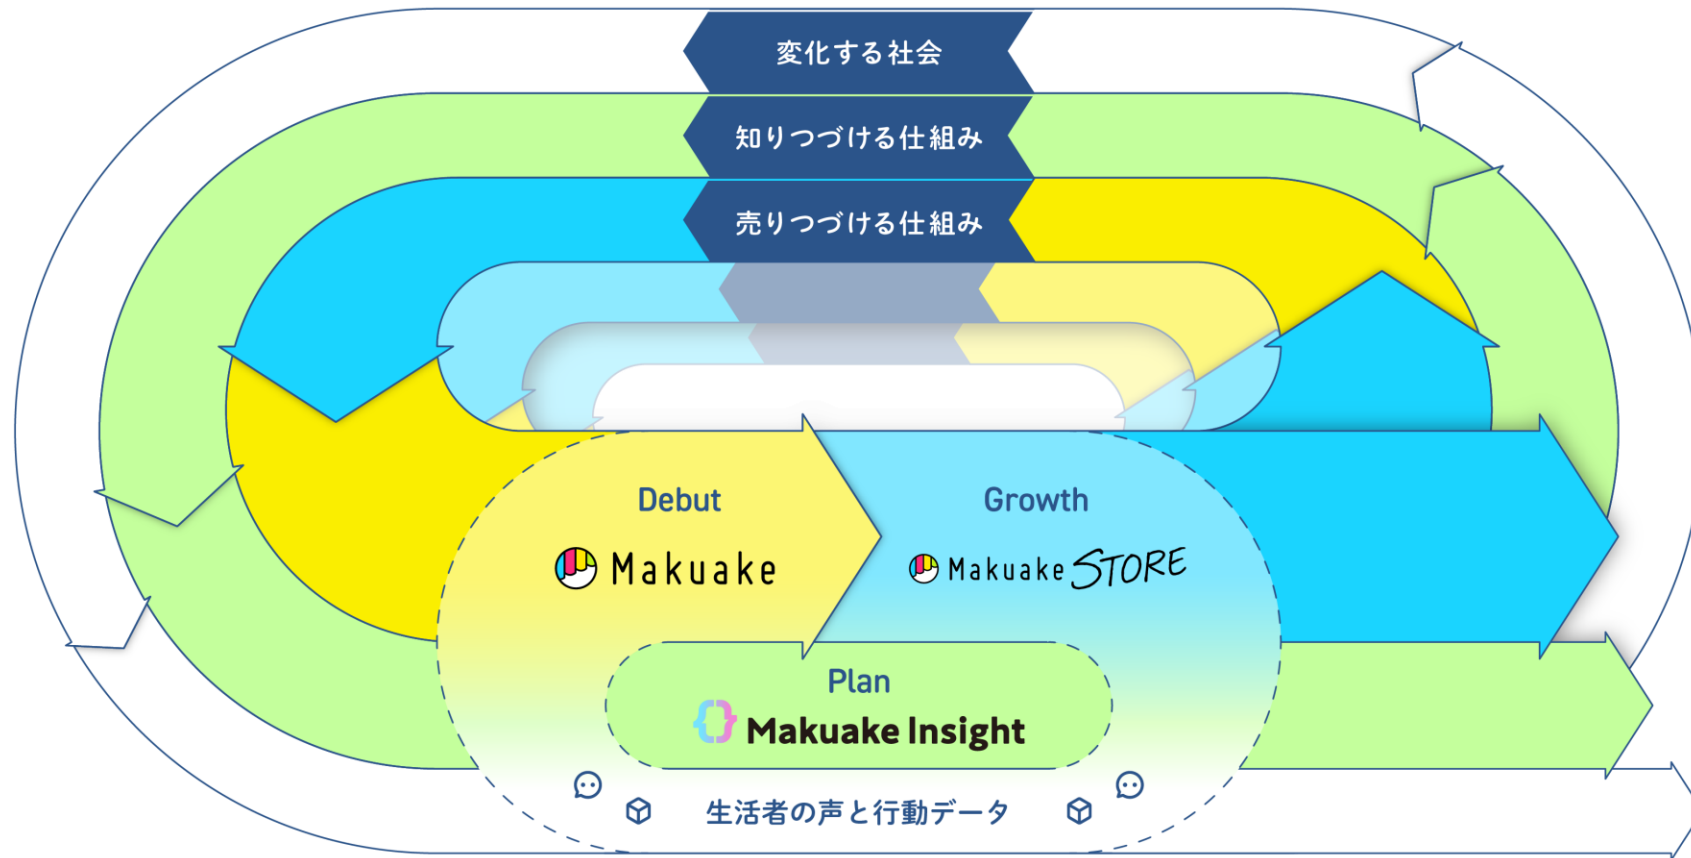 変化する社会
知りつづける仕組み
売りつづける仕組み
Debut
Makuake
Growth
Makuake STORE
Plan
Makuake Insight
生活者の声と行動データ